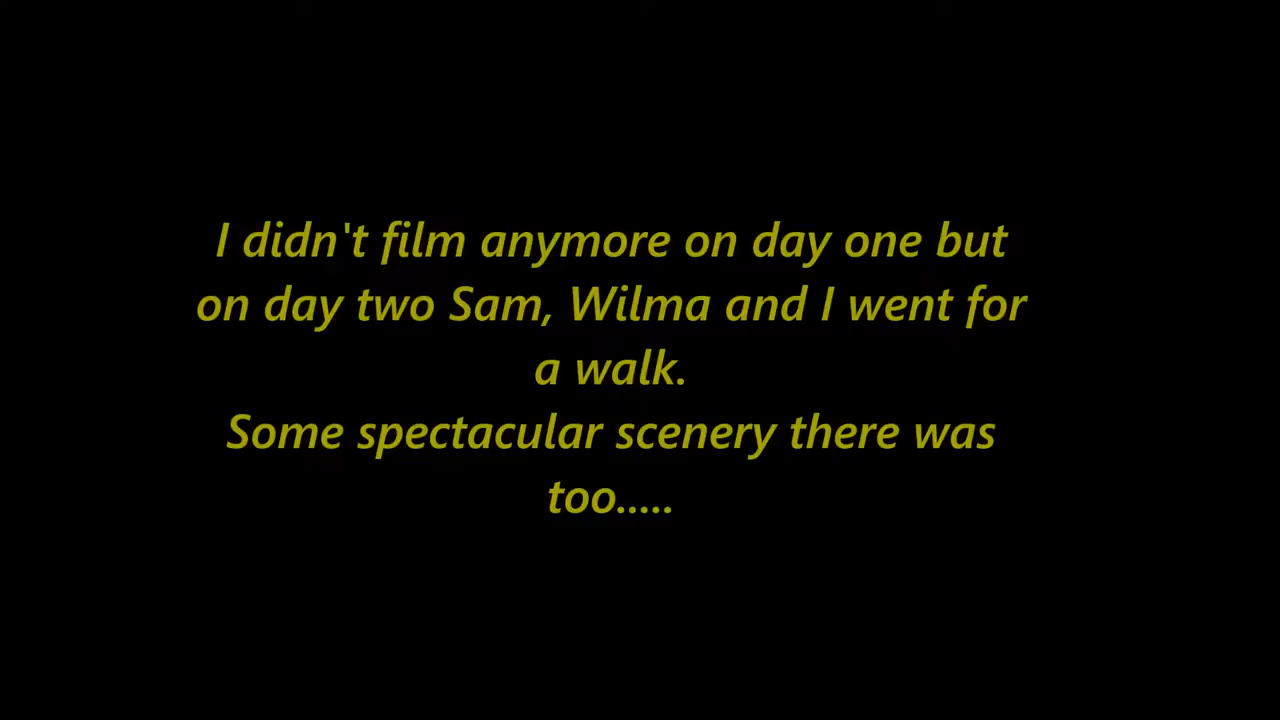 I didn't film anymore on day one but
on day two Sam, Wilma and I went for
a walk.
Some spectacular scenery there was
too.....